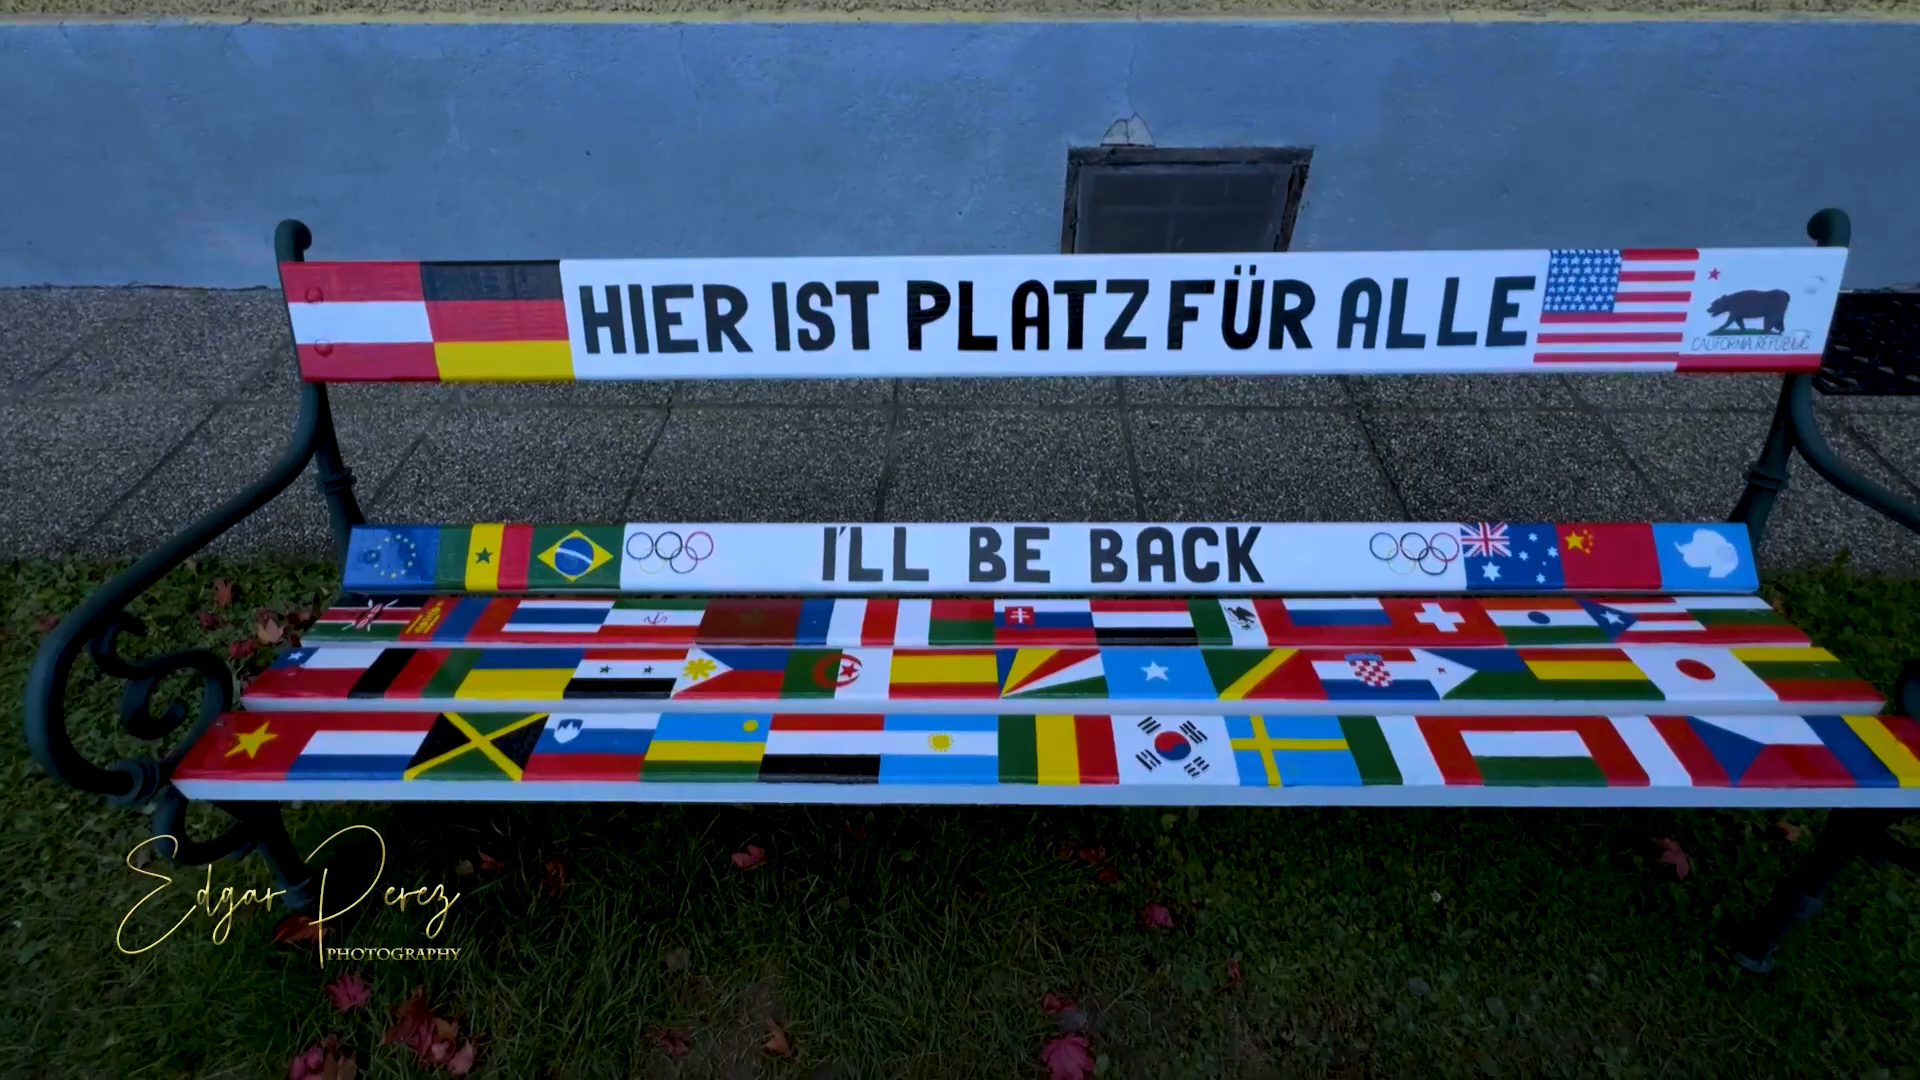 HIER IST PLATZ FÜR ALLE
CALIFORNIA REPUBLIC
I'LL BE BACK
Edgar Perez
PHOTOGRAPHY